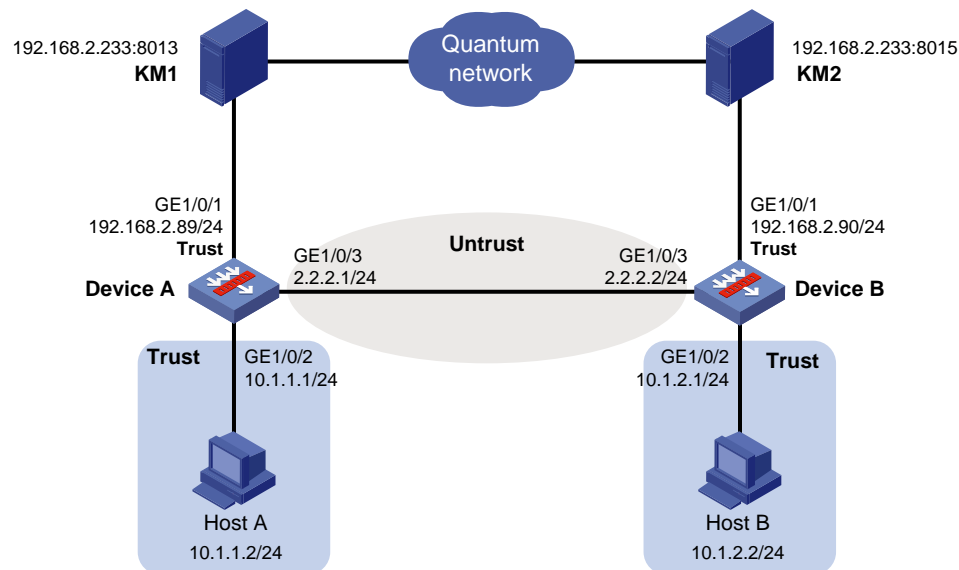 192.168.2.233:8013
KM1
Quantum
network
192.168.2.233:8015
KM2
GE1/0/1
192.168.2.89/24
Trust
GE1/0/1
192.168.2.90/24
Trust
Untrust
GE1/0/3
2.2.2.1/24
GE1/0/3
2.2.2.2/24
Device A
Device B
Trust
GE1/0/2
10.1.1.1/24
GE1/0/2
10.1.2.1/24
Trust
Host A
10.1.1.2/24
Host B
10.1.2.2/24